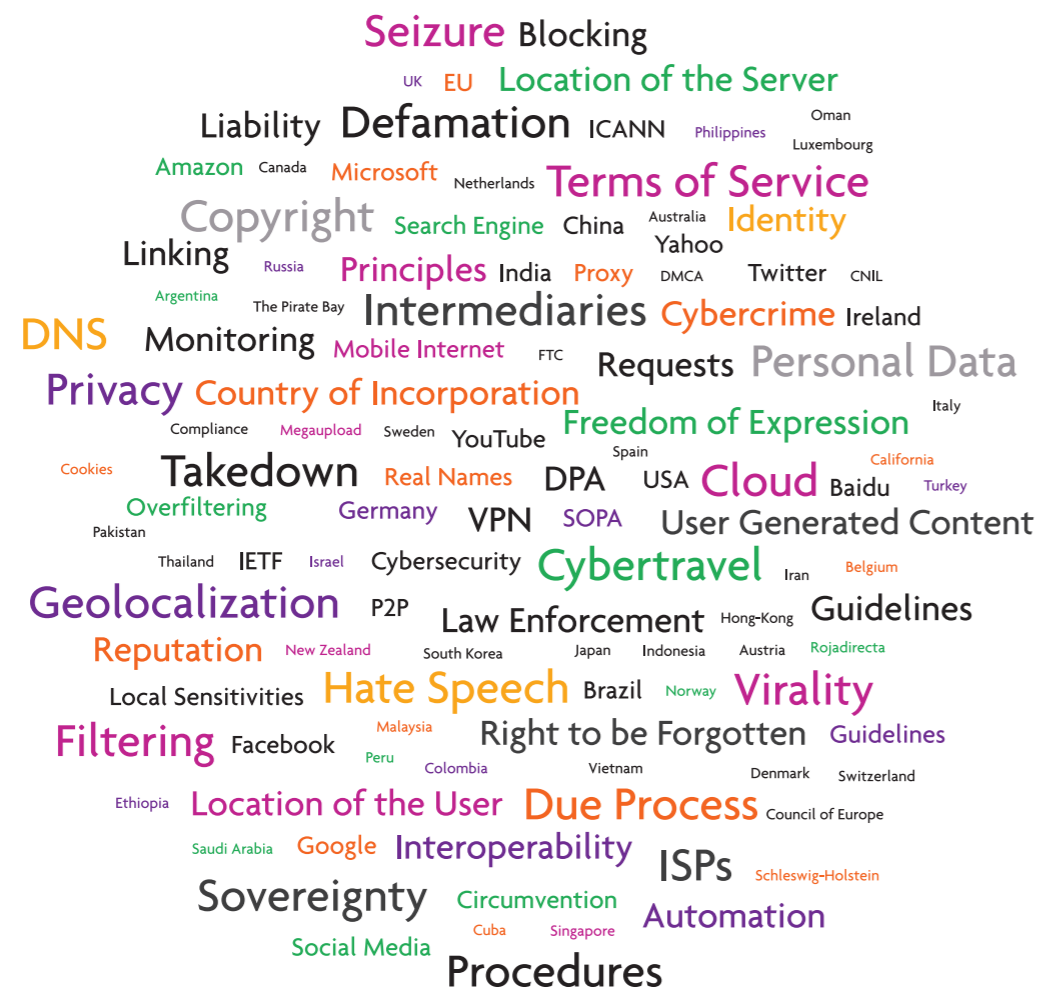 Seizure Blocking
UK EU Location of the Server
Liability Defamation ICANN Philippines Oman
Luxembourg
Amazon Canada Microsoft Netherlands Terms of Service
Copyright Search Engine China Australia Identity
Linking Yahoo
Russia Principles India Proxy DMCA Twitter CNIL
Argentina The Pirate Bay Intermediaries Cybercrime Ireland
DNS Monitoring Mobile Internet FTC Requests Personal Data
Privacy Country of Incorporation Italy
Compliance Megaupload Sweden YouTube Freedom of Expression
Spain California
Cookies Takedown Real Names DPA USA Cloud Baidu Turkey
Overfiltering Germany VPN SOPA User Generated Content
Pakistan
Thailand IETF Israel Cybersecurity Cybertravel Iran Belgium
Geolocalization P2P Law Enforcement Hong-Kong Guidelines
Reputation New Zealand South Korea Japan Indonesia Austria Rojadirecta
Local Sensitivities Hate Speech Brazil Norway Virality
Filtering Facebook Malaysia Right to be Forgotten Guidelines
Peru Colombia Vietnam Denmark Switzerland
Ethiopia Location of the User Due Process Council of Europe
Saudi Arabia Google Interoperability ISPs Schleswig-Holstein
Sovereignty Circumvention Automation
Cuba Singapore
Social Media Procedures